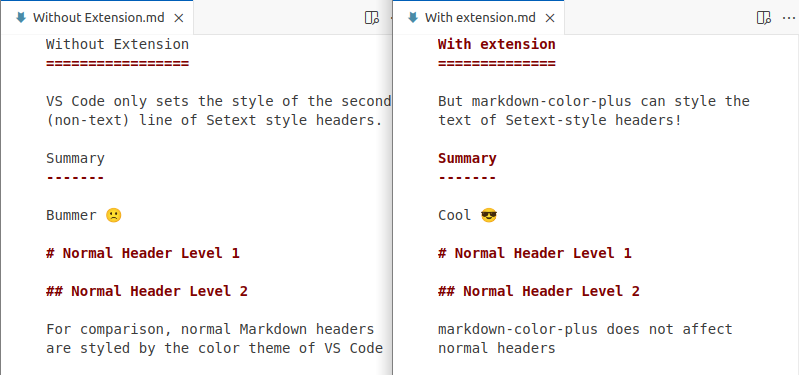 Without Extension.md
Without Extension
=================
VS Code only sets the style of the second
(non-text) line of Setext style headers.
Summary
-------
Bummer 🙁
# Normal Header Level 1
## Normal Header Level 2
For comparison, normal Markdown headers
are styled by the color theme of VS Code
With extension.md
With extension
==============
But markdown-color-plus can style the
text of Setext-style headers!
Summary
-------
Cool 😎
# Normal Header Level 1
## Normal Header Level 2
markdown-color-plus does not affect
normal headers